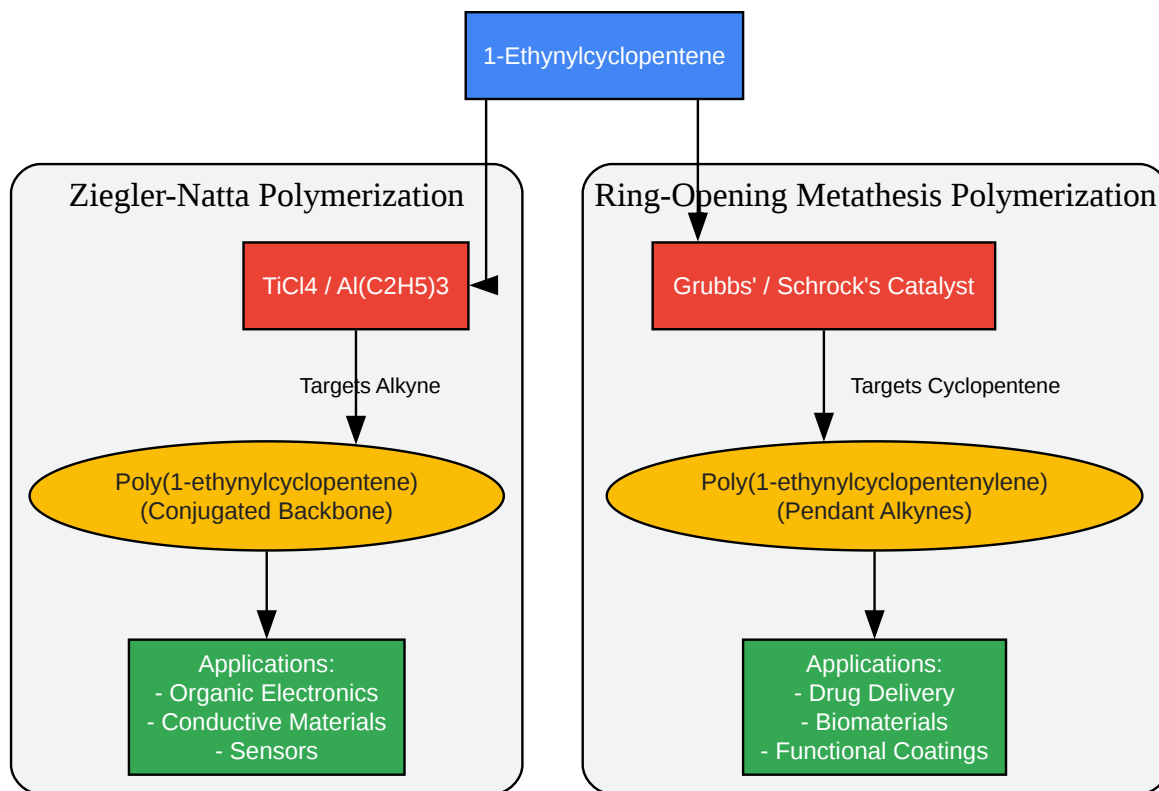 1-Ethynylcyclopentene
Ziegler-Natta Polymerization
TiCl4 / Al(C2H5)3
Targets Alkyne
Poly(1-ethynylcyclopentene)
(Conjugated Backbone)
Applications:
- Organic Electronics
- Conductive Materials
- Sensors
Ring-Opening Metathesis Polymerization
Grubbs' / Schrock's Catalyst
Targets Cyclopentene
Poly(1-ethynylcyclopentenylene)
(Pendant Alkynes)
Applications:
- Drug Delivery
- Biomaterials
- Functional Coatings